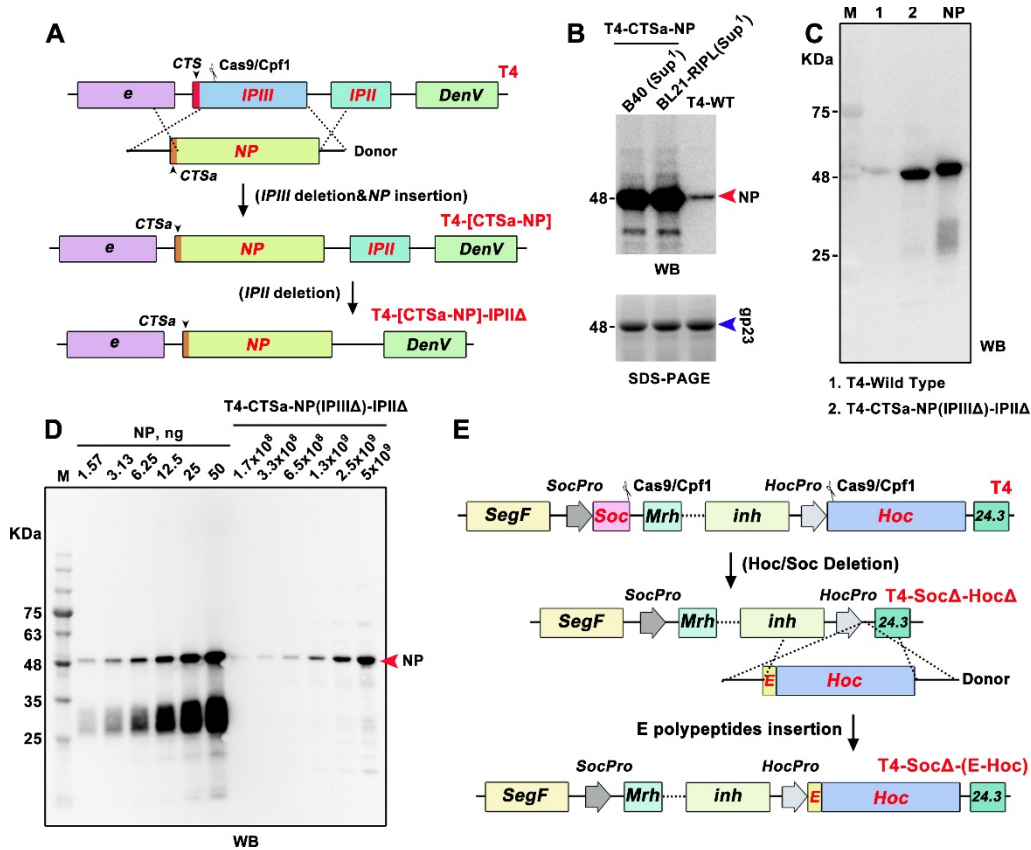 A
CTS
Cas9/Cpf1
T4
e
IPIII
IPII
DenV
NP
Donor
CTSa
(IPIII deletion&NP insertion)
T4-[CTSa-NP]
CTSa
e
NP
IPII
DenV
(IPII deletion)
T4-[CTSa-NP]-IPIIΔ
CTSa
e
NP
DenV
B
T4-CTSa-NP
B40 (Sup¹)
BL21-RIPL(Sup¹)
T4-WT
48
NP
WB
48
gp23
SDS-PAGE
C
M 1 2 NP
KDa
75
48
25
WB
1. T4-Wild Type
2. T4-CTSa-NP(IPIIIΔ)-IPIIΔ
D
T4-CTSa-NP(IPIIIΔ)-IPIIΔ
NP, ng
M 1.57 3.13 6.25 12.5 25 50 1.7x10⁸ 3.3x10⁸ 6.5x10⁸ 1.3x10⁹ 2.5x10⁹ 5x10⁹
KDa
75
63
48
35
25
NP
WB
E
SocPro
Cas9/Cpf1
HocPro
Cas9/Cpf1
T4
SegF
Soc
Mrh
inh
Hoc
24.3
(Hoc/Soc Deletion)
T4-SocΔ-HocΔ
SocPro
HocPro
SegF
Mrh
inh
24.3
E
Hoc
Donor
E polypeptides insertion
T4-SocΔ-(E-Hoc)
SocPro
HocPro
SegF
Mrh
inh
E
Hoc
24.3